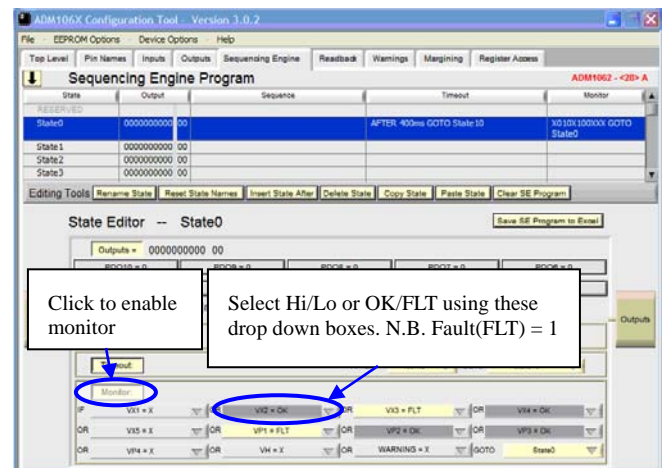 ADM106X Configuration Tool - Version 3.0.2
File EEPROM Options Device Options Help
Top Level Pin Names Inputs Outputs Sequencing Engine Readback Warnings Margining Register Access
Sequencing Engine Program ADM1062 - <20> A
State Output Sequence Timeout Monitor
RESERVED
State0 0000000000 00 AFTER 400ms GOTO State10 X010X100XXX GOTO State0
State1 0000000000 00
State2 0000000000 00
State3 0000000000 00
Editing Tools Rename State Reset State Names Insert State After Delete State Copy State Paste State Clear SE Program
State Editor -- State0 Save SE Program to Excel
Outputs = 0000000000 00
PDO10 = 0 PDO9 = 0 PDO8 = 0 PDO7 = 0 PDO6 = 0
Click to enable monitor
Select Hi/Lo or OK/FLT using these drop down boxes. N.B. Fault(FLT) = 1
Outputs
Monitor:
IF VX1 = X OR VX2 = OK OR VX3 = FLT OR VX4 = OK
OR VX5 = X OR VP1 = FLT OR VP2 = OK OR VP3 = OK
OR VP4 = X OR VH = X OR WARNING = X GOTO State0